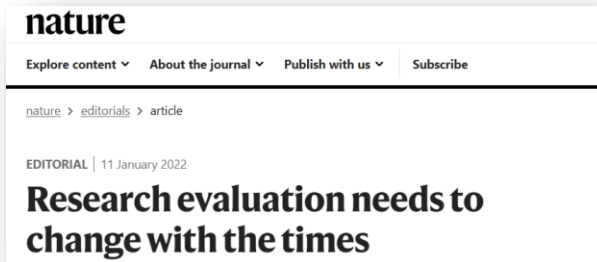 nature
Explore content About the journal Publish with us Subscribe
nature > editorials > article
EDITORIAL | 11 January 2022
Research evaluation needs to
change with the times